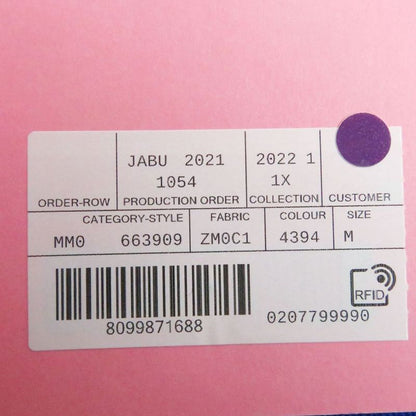 JABU 2021 2022 1
1054 1X
ORDER-ROW PRODUCTION ORDER COLLECTION CUSTOMER
CATEGORY-STYLE FABRIC COLOUR SIZE
MM0 663909 ZM0C1 4394 M
RFID
8099871688 0207799990